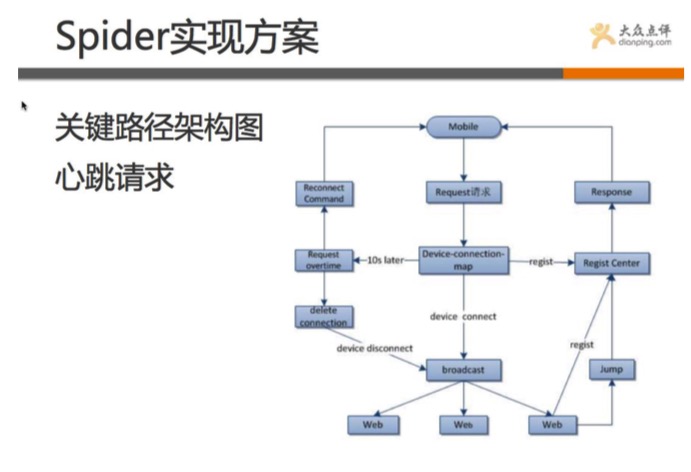 Spider实现方案
大众点评
dianping.com
关键路径架构图
心跳请求
Mobile
Reconnect
Command
Request请求
Response
Request
overtime
10s later
Device-connection-
map
regist
Regist Center
delete
connection
device connect
device disconnect
regist
broadcast
Jump
Web
Web
Web